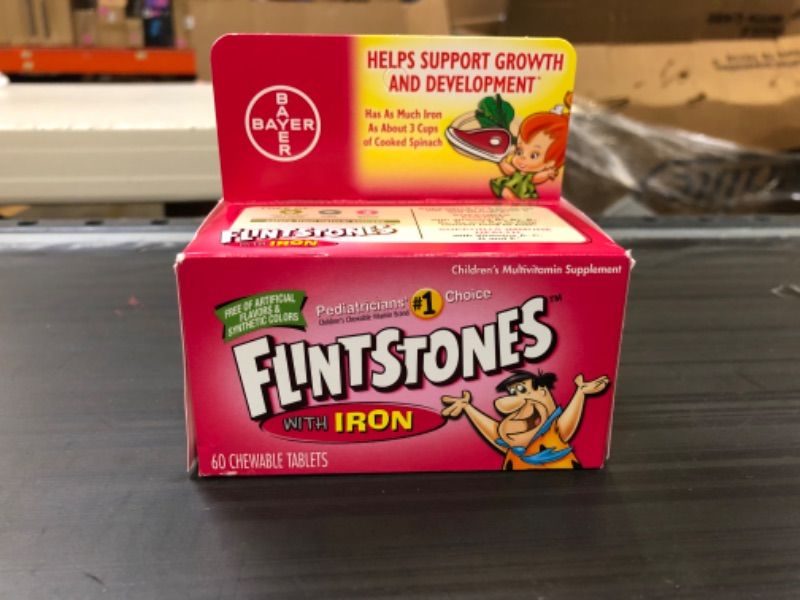 HELPS SUPPORT GROWTH
AND DEVELOPMENT*
BAYER
BAYER
Has As Much Iron
As About 3 Cups
of Cooked Spinach
FLINTSTONES
WITH IRON
Children's Multivitamin Supplement
FREE OF ARTIFICIAL
FLAVORS &
SYNTHETIC COLORS
Pediatricians' #1 Choice
Children's Chewable Vitamin Brand
FLINTSTONES™
WITH IRON
60 CHEWABLE TABLETS